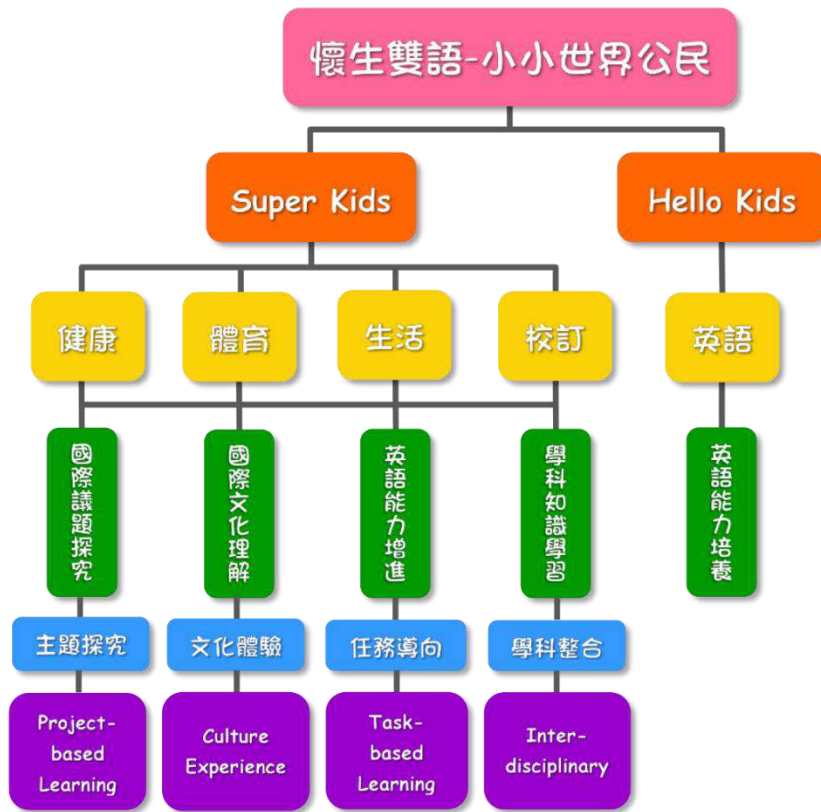 懷生雙語-小小世界公民
Super Kids
Hello Kids
健康
體育
生活
校訂
英語
國際議題探究
國際文化理解
英語能力增進
學科知識學習
英語能力培養
主題探究
文化體驗
任務導向
學科整合
Project-
based
Learning
Culture
Experience
Task-
based
Learning
Inter-
disciplinary